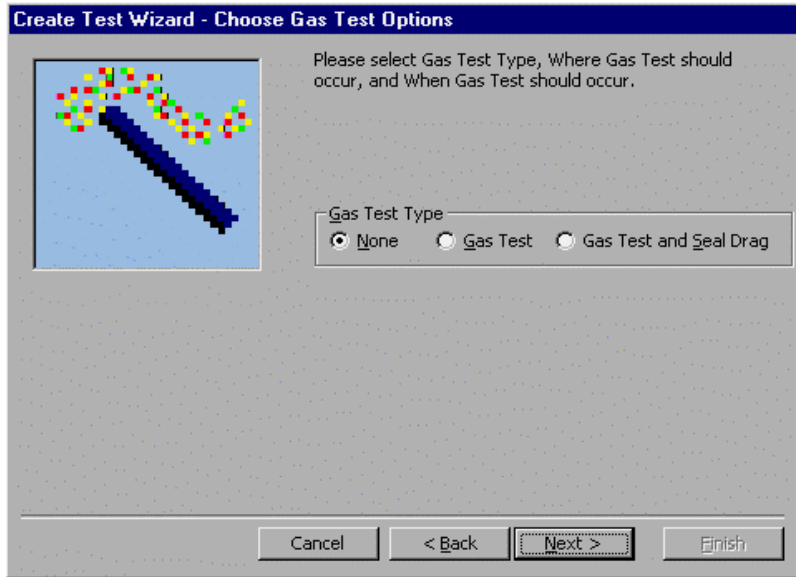 Create Test Wizard - Choose Gas Test Options
Please select Gas Test Type, Where Gas Test should
occur, and When Gas Test should occur.
Gas Test Type
None Gas Test Gas Test and Seal Drag
Cancel < Back Next > Finish